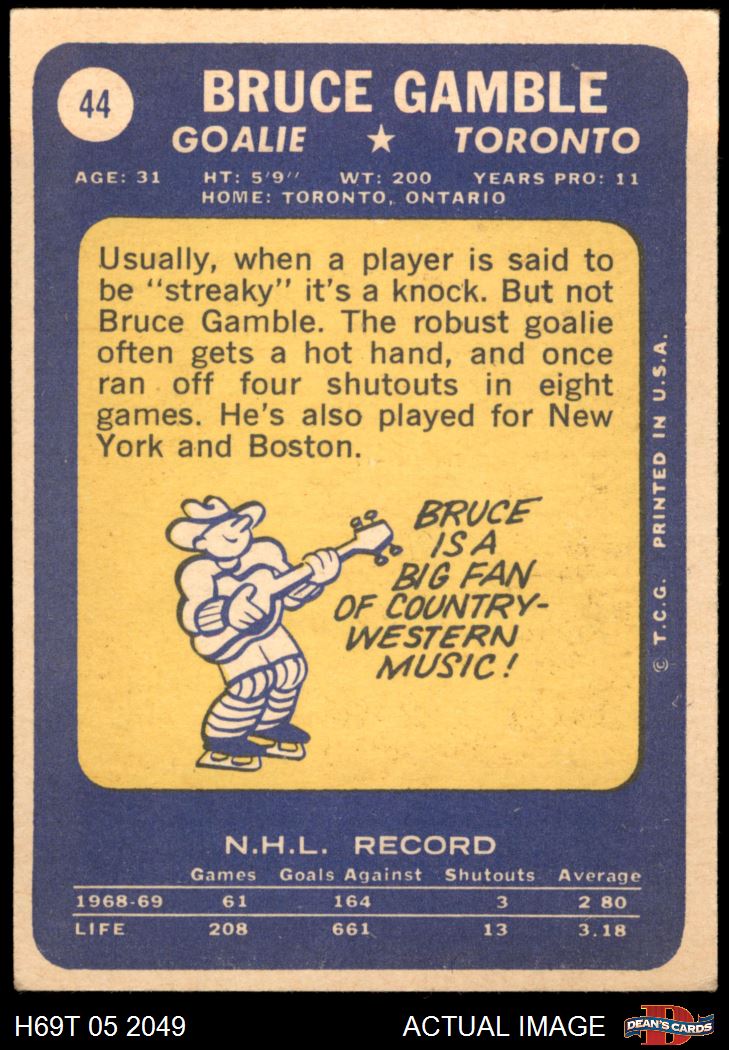 44
BRUCE GAMBLE
GOALIE ★ TORONTO
AGE: 31 HT: 5'9" WT: 200 YEARS PRO: 11
HOME: TORONTO, ONTARIO
Usually, when a player is said to
be "streaky" it's a knock. But not
Bruce Gamble. The robust goalie
often gets a hot hand, and once
ran off four shutouts in eight
games. He's also played for New
York and Boston.
BRUCE
IS A
BIG FAN
OF COUNTRY-
WESTERN
MUSIC!
© T.C.G. PRINTED IN U.S.A.
N.H.L. RECORD
Games Goals Against Shutouts Average
1968-69 61 164 3 2 80
LIFE 208 661 13 3.18
H69T 05 2049 ACTUAL IMAGE
DEAN'S CARDS